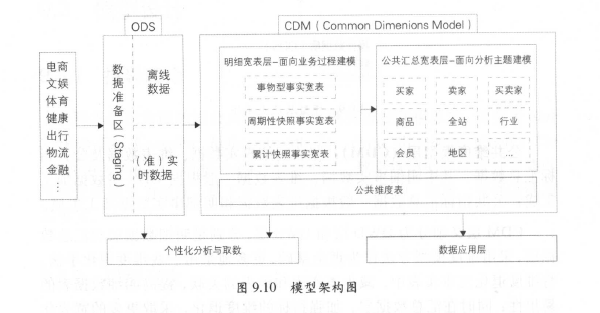 ODS
CDM ( Common Dimenions Model )
电商
文娱
体育
健康
出行
物流
金融
⋮
数据准备区(Staging)
离线
数据
(准)实
时数据
明细宽表层-面向业务过程建模
事物型事实宽表
周期性快照事实宽表
累计快照事实宽表
公共汇总宽表层-面向分析主题建模
买家
卖家
买卖家
商品
全站
行业
会员
地区
...
公共维度表
个性化分析与取数
数据应用层
图 9.10 模型架构图